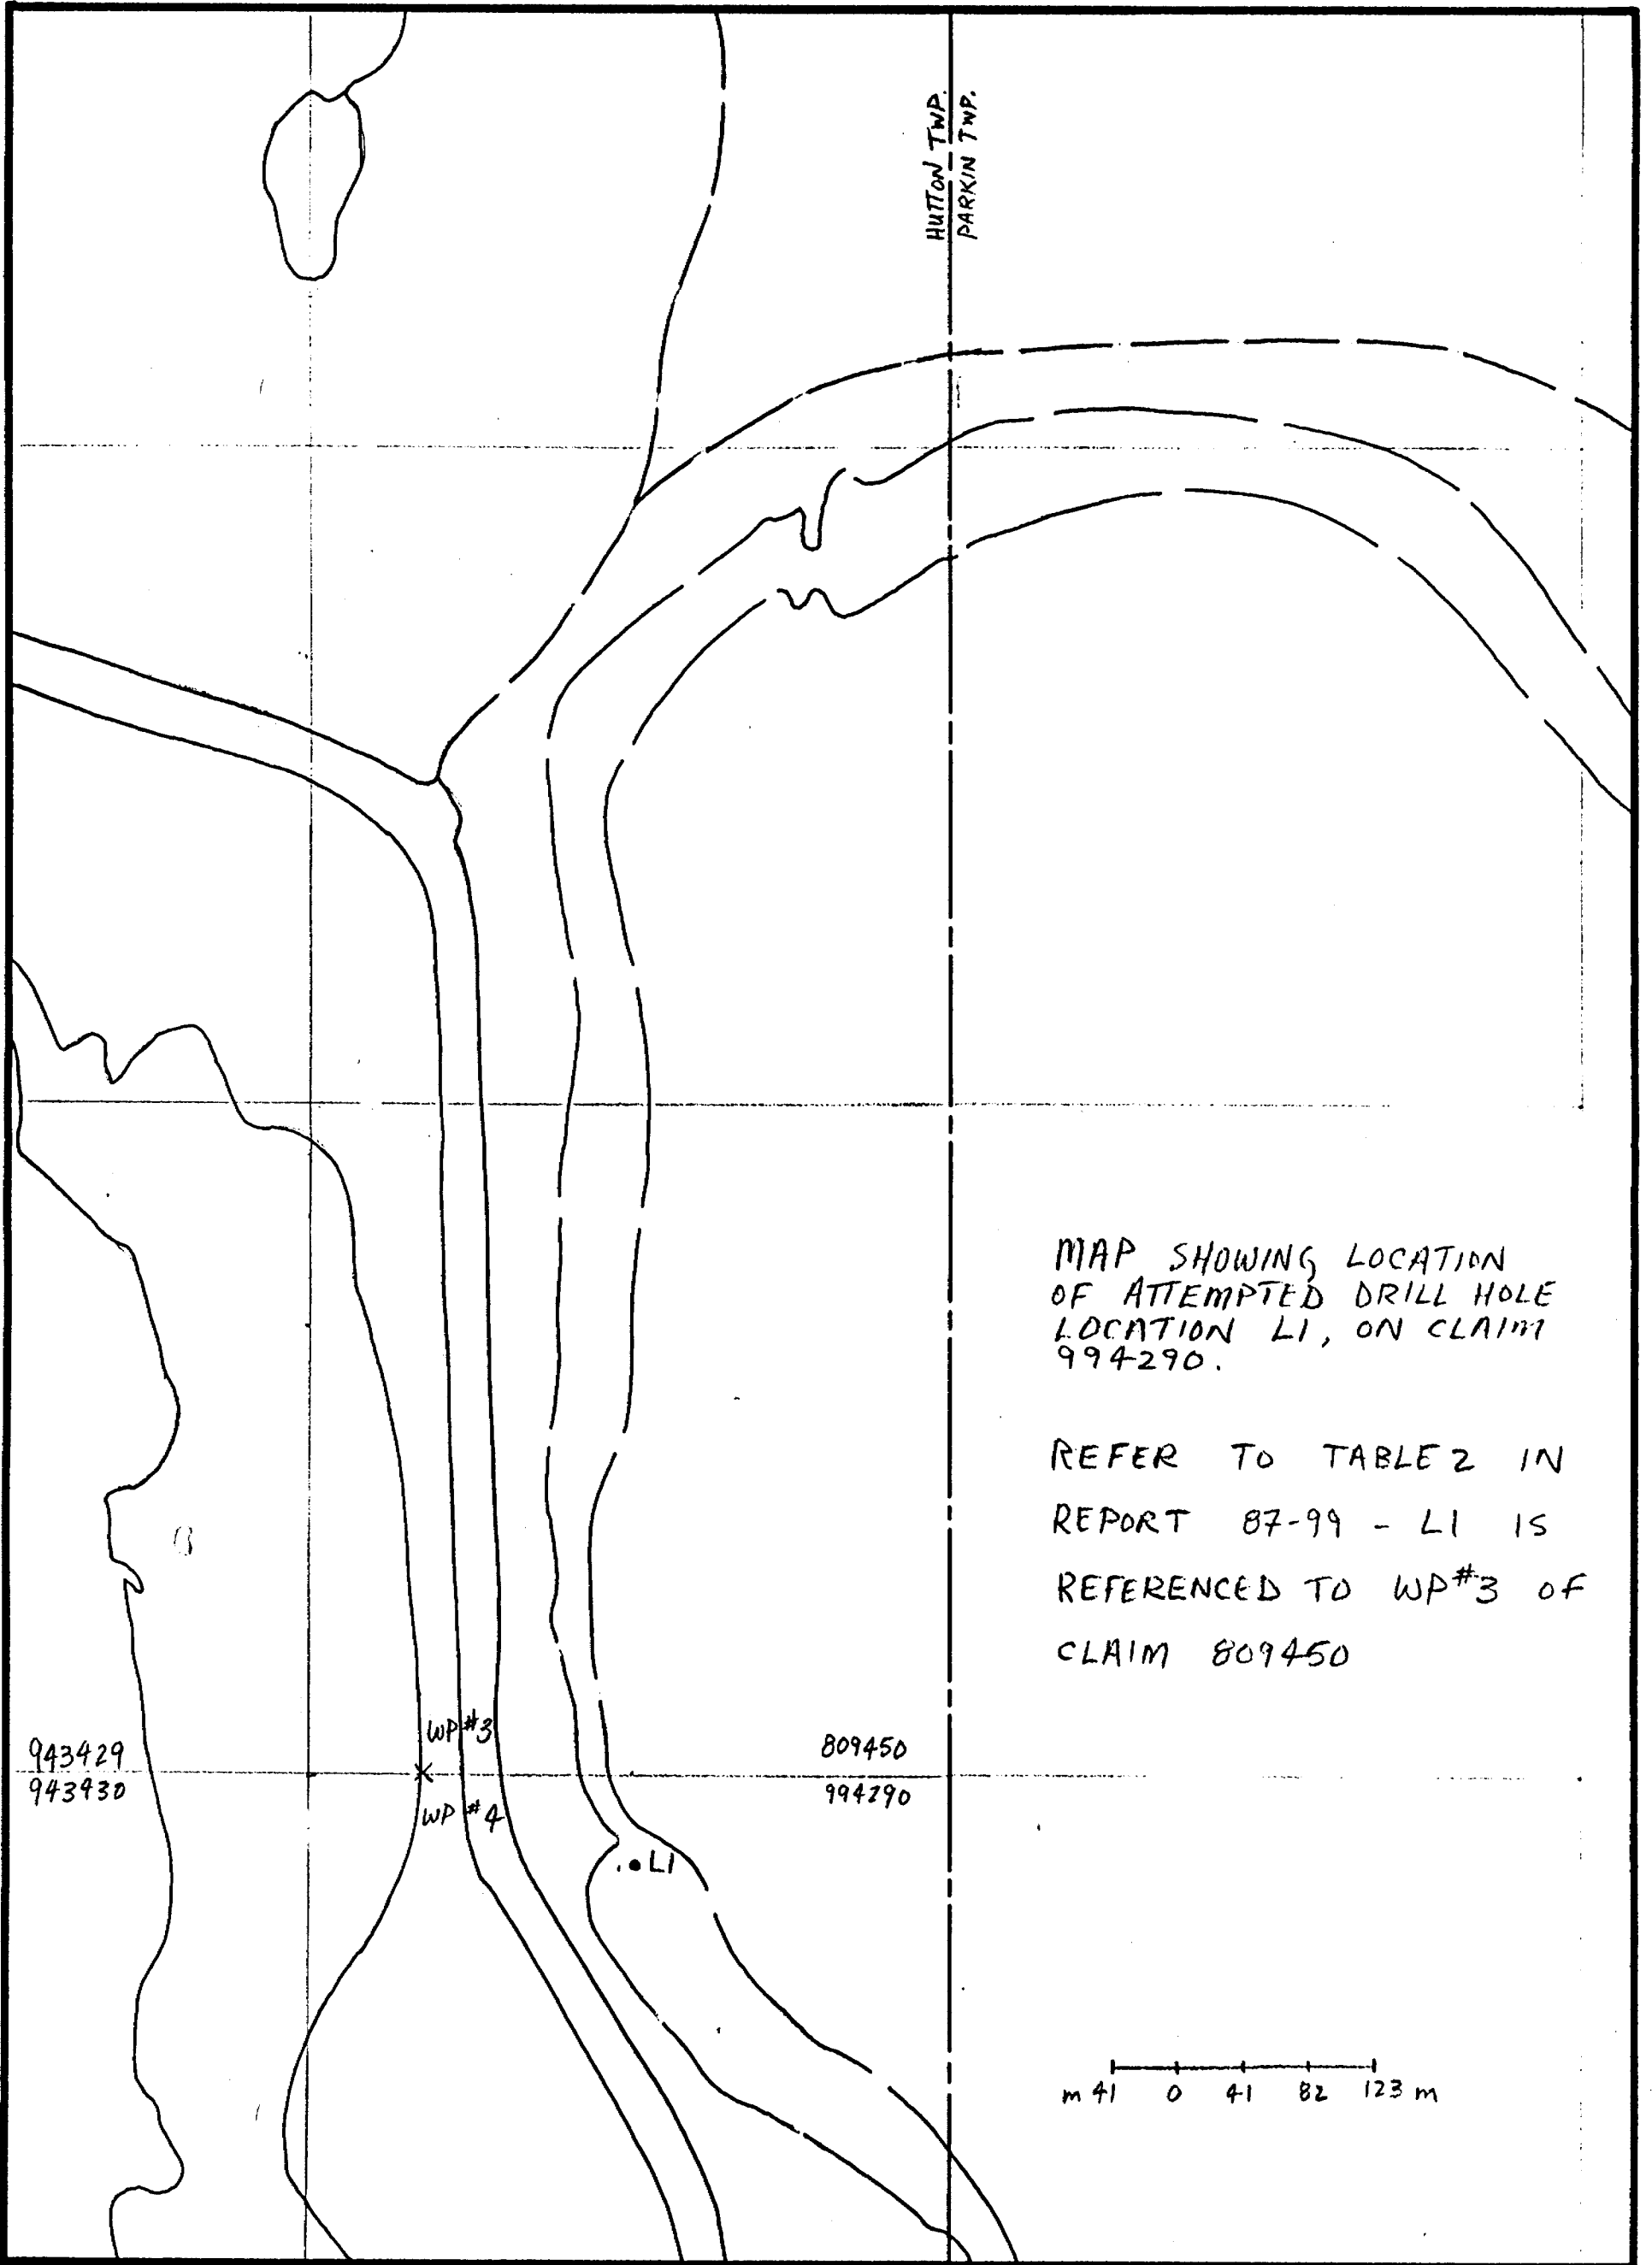 HUTTON TWP.
PARKIN TWP.
MAP SHOWING LOCATION
OF ATTEMPTED DRILL HOLE
LOCATION L1, ON CLAIM
994290.
REFER TO TABLE 2 IN
REPORT 87-99 - L1 IS
REFERENCED TO WP#3 OF
CLAIM 809450
WP#3
943429
809450
943430
994290
WP #4
L1
m 41 0 41 82 123 m